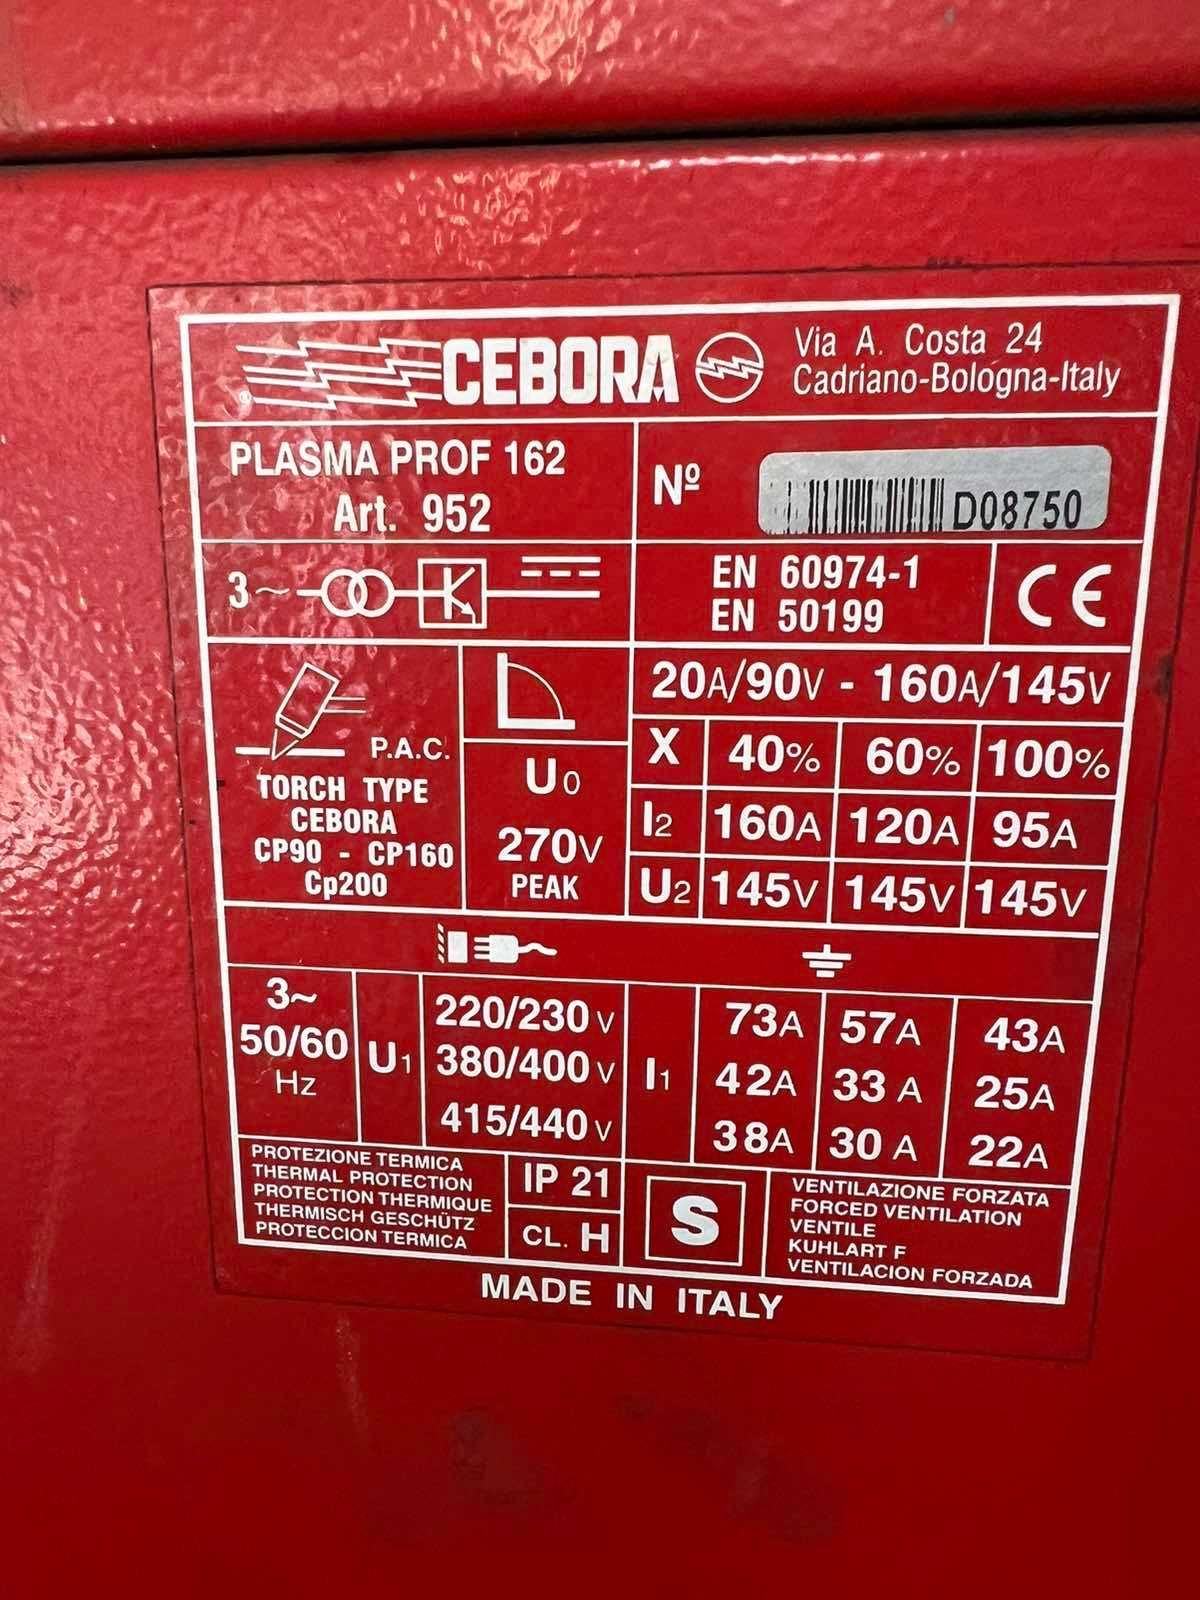 CEBORA
Via A. Costa 24
Cadriano-Bologna-Italy
PLASMA PROF 162
Art. 952
Nº
D08750
3~
EN 60974-1
EN 50199
CE
P.A.C.
TORCH TYPE
CEBORA
CP90 - CP160
Cp200
U0
270V
PEAK
20A/90V - 160A/145V
X 40% 60% 100%
I2 160A 120A 95A
U2 145V 145V 145V
3~
50/60
Hz
U1
220/230 V
380/400 V
415/440 V
I1
73A 57A 43A
42A 33 A 25A
38A 30 A 22A
PROTEZIONE TERMICA
THERMAL PROTECTION
PROTECTION THERMIQUE
THERMISCH GESCHÜTZ
PROTECCION TERMICA
IP 21
CL. H
S
VENTILAZIONE FORZATA
FORCED VENTILATION
VENTILE
KUHLART F
VENTILACION FORZADA
MADE IN ITALY